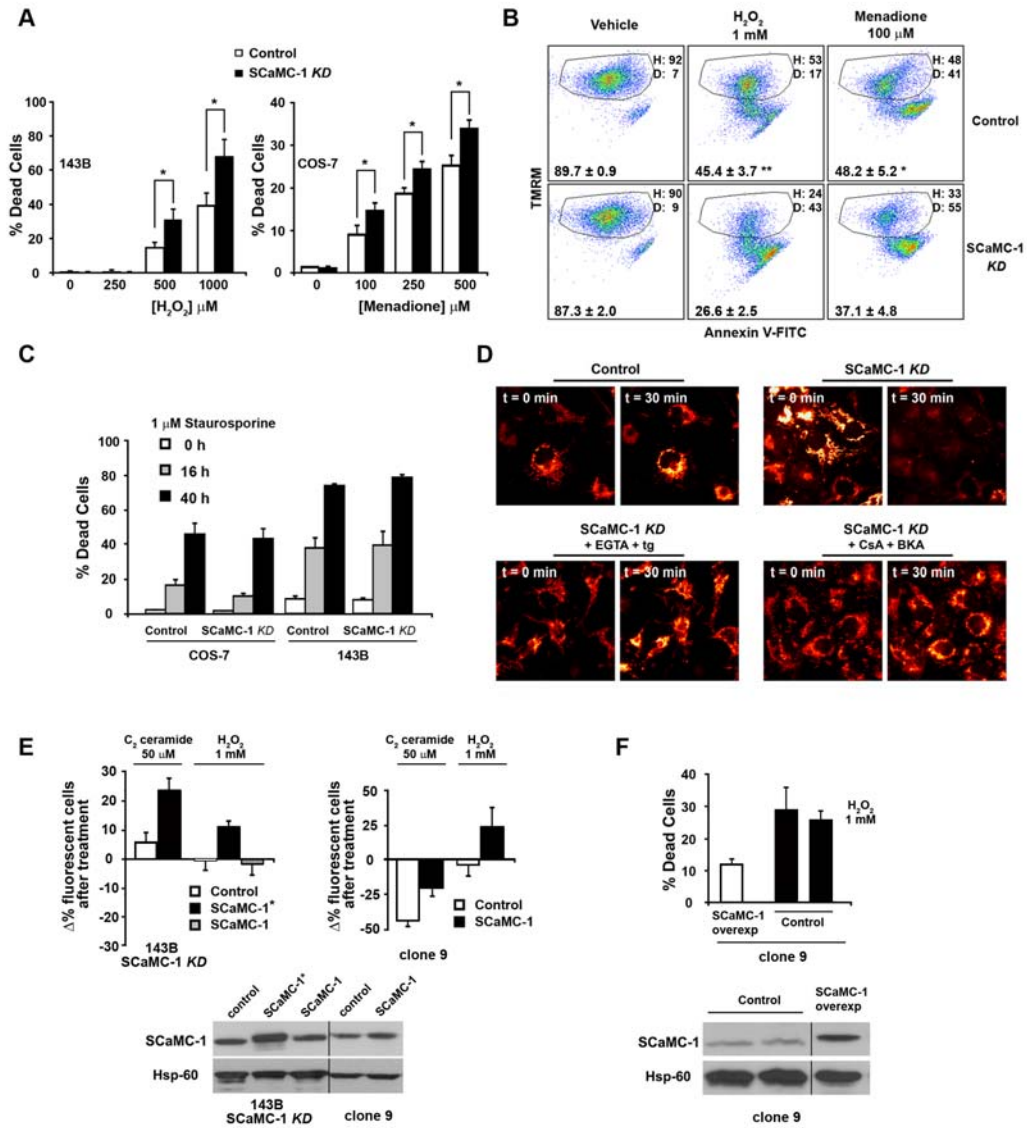 A
Control
SCaMC-1 KD
% Dead Cells
100
80
60
40
20
0
143B
*
*
0 250 500 1000
[H2O2] µM
% Dead Cells
40
30
20
10
0
COS-7
*
*
*
0 100 250 500
[Menadione] µM
B
Vehicle
H2O2
1 mM
Menadione
100 µM
H: 92
D: 7
H: 53
D: 17
H: 48
D: 41
Control
89.7 ± 0.9
45.4 ± 3.7 **
48.2 ± 5.2 *
TMRM
H: 90
D: 9
H: 24
D: 43
H: 33
D: 55
SCaMC-1
KD
87.3 ± 2.0
26.6 ± 2.5
37.1 ± 4.8
Annexin V-FITC
C
1 µM Staurosporine
0 h
16 h
40 h
% Dead Cells
100
80
60
40
20
0
Control SCaMC-1 KD Control SCaMC-1 KD
COS-7 143B
D
Control
SCaMC-1 KD
t = 0 min
t = 30 min
t = 0 min
t = 30 min
SCaMC-1 KD
+ EGTA + tg
SCaMC-1 KD
+ CsA + BKA
t = 0 min
t = 30 min
t = 0 min
t = 30 min
E
C2 ceramide
50 uM
H2O2
1 mM
Δ% fluorescent cells
after treatment
30
20
10
0
-10
-20
-30
Control
SCaMC-1*
SCaMC-1
143B
SCaMC-1 KD
C2 ceramide
50 uM
H2O2
1 mM
Δ% fluorescent cells
after treatment
50
25
0
-25
-50
Control
SCaMC-1
clone 9
control
SCaMC-1*
SCaMC-1
control
SCaMC-1
SCaMC-1
Hsp-60
143B
SCaMC-1 KD
clone 9
F
% Dead Cells
40
30
20
10
0
H2O2
1 mM
SCaMC-1
overexp
Control
clone 9
Control
SCaMC-1
overexp
SCaMC-1
Hsp-60
clone 9